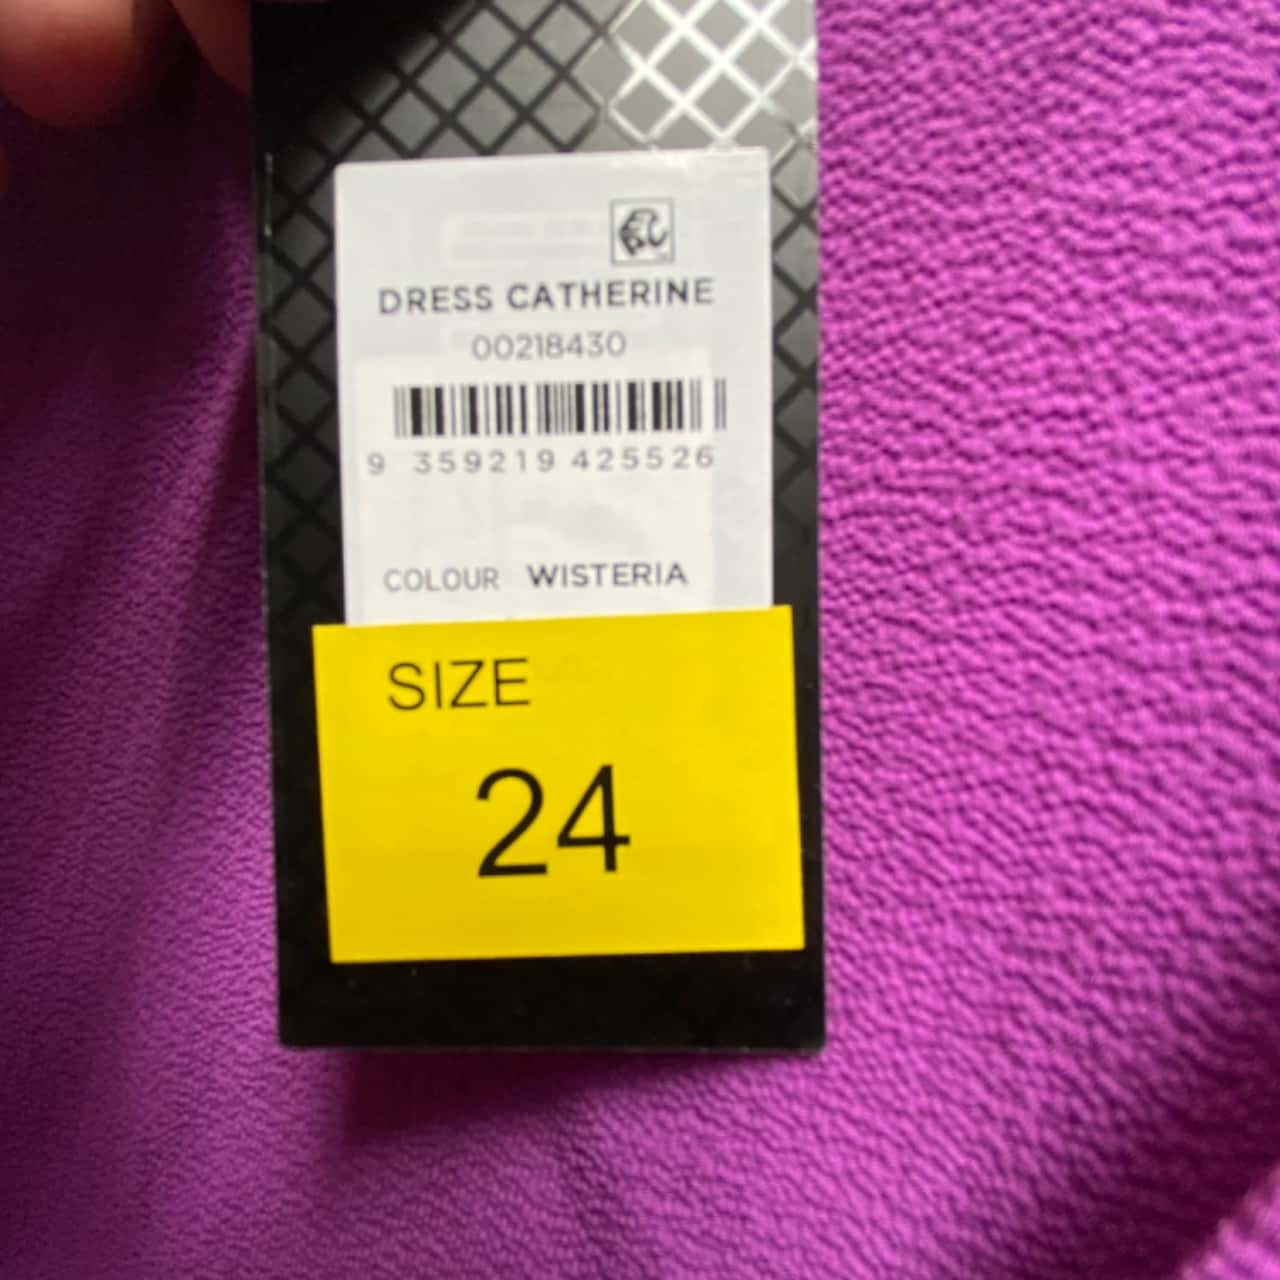 DRESS CATHERINE
00218430
9 359219 425526
COLOUR WISTERIA
SIZE
24